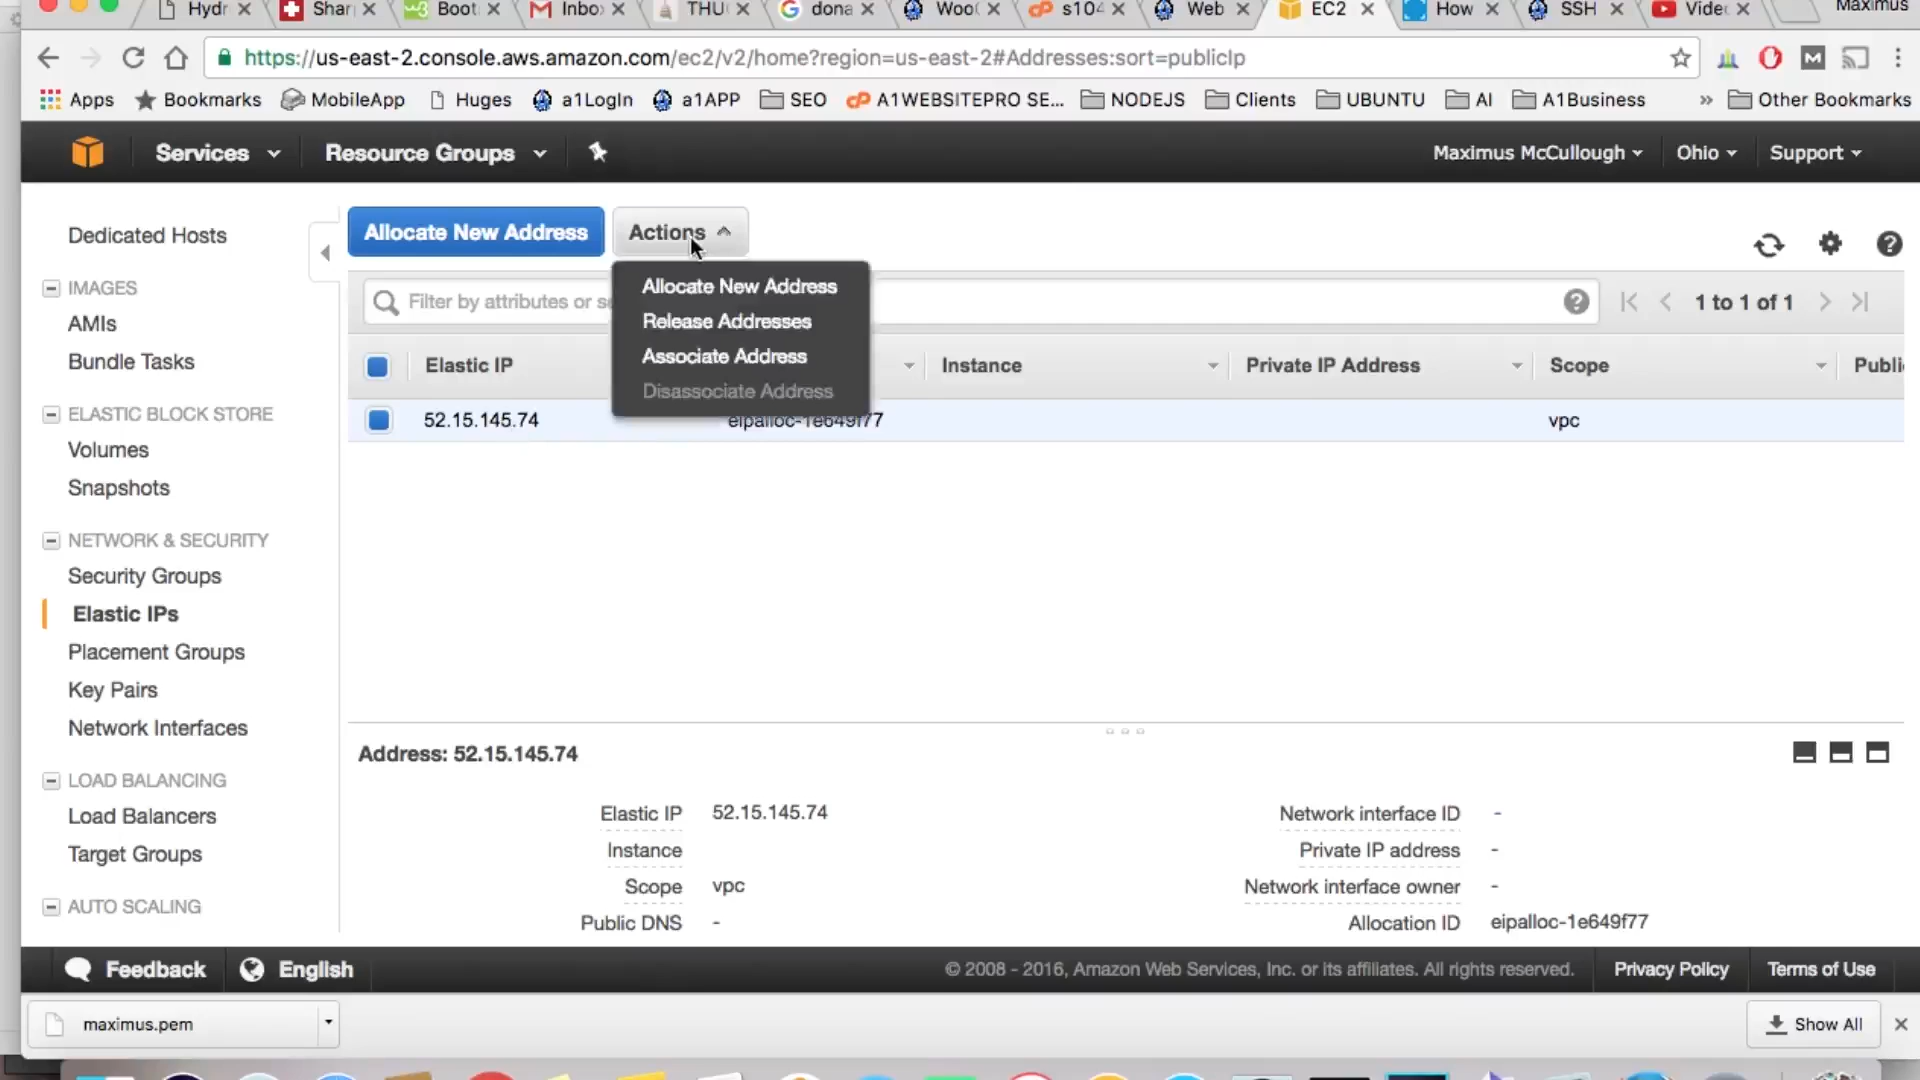 Hydr
Shar
Boot
Inbo
THU
dona
Woo
s104
Web
EC2
How
SSH
Vide
Maximus
https://us-east-2.console.aws.amazon.com/ec2/v2/home?region=us-east-2#Addresses:sort=publicIp
Apps
Bookmarks
MobileApp
Huges
a1LogIn
a1APP
SEO
A1WEBSITEPRO SE...
NODEJS
Clients
UBUNTU
AI
A1Business
»
Other Bookmarks
Services
Resource Groups
Maximus McCullough
Ohio
Support
Dedicated Hosts
IMAGES
AMIs
Bundle Tasks
ELASTIC BLOCK STORE
Volumes
Snapshots
NETWORK & SECURITY
Security Groups
Elastic IPs
Placement Groups
Key Pairs
Network Interfaces
LOAD BALANCING
Load Balancers
Target Groups
AUTO SCALING
Allocate New Address
Actions
Allocate New Address
Release Addresses
Associate Address
Disassociate Address
Filter by attributes or se
1 to 1 of 1
Elastic IP
Instance
Private IP Address
Scope
Publi
52.15.145.74
eipalloc-1e649f77
vpc
Address: 52.15.145.74
Elastic IP 52.15.145.74
Instance
Scope vpc
Public DNS -
Network interface ID -
Private IP address -
Network interface owner -
Allocation ID eipalloc-1e649f77
Feedback
English
© 2008 - 2016, Amazon Web Services, Inc. or its affiliates. All rights reserved.
Privacy Policy
Terms of Use
maximus.pem
Show All